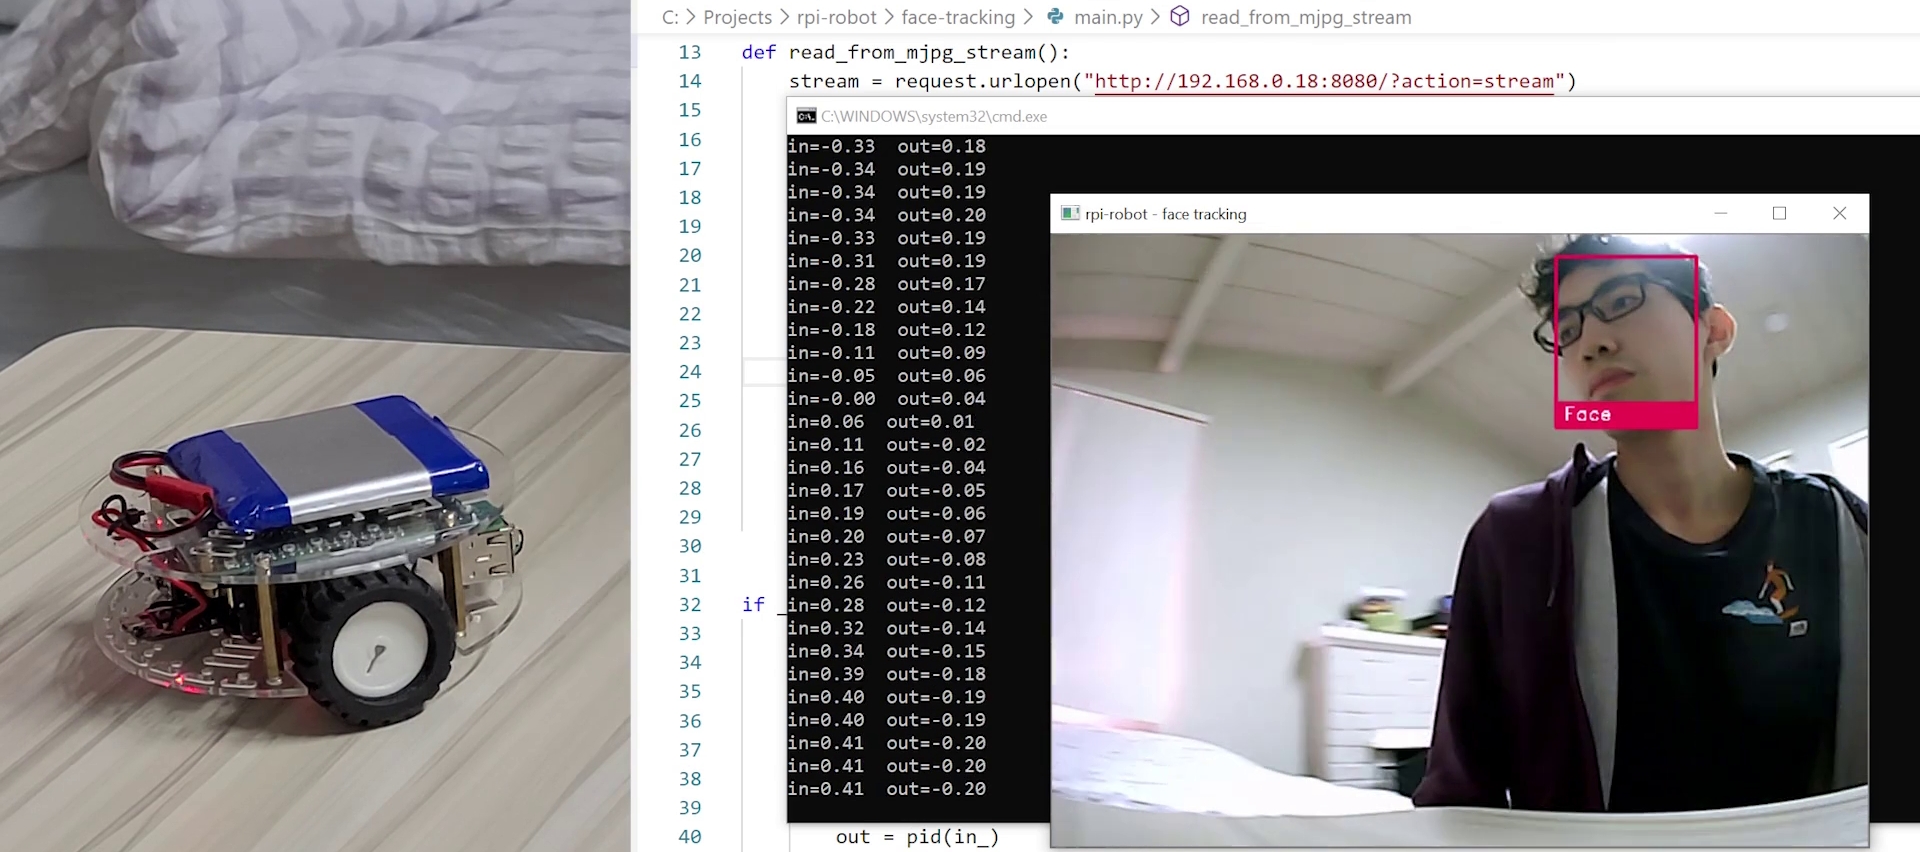 C: > Projects > rpi-robot > face-tracking > main.py > read_from_mjpg_stream
13 def read_from_mjpg_stream():
14 stream = request.urlopen("http://192.168.0.18:8080/?action=stream")
15
16
17
18
19
20
21
22
23
24
25
26
27
28
29
30
31
32 if _
33
34
35
36
37
38
39
40 out = pid(in_)
C:\WINDOWS\system32\cmd.exe
in=-0.33 out=0.18
in=-0.34 out=0.19
in=-0.34 out=0.19
in=-0.34 out=0.20
in=-0.33 out=0.19
in=-0.31 out=0.19
in=-0.28 out=0.17
in=-0.22 out=0.14
in=-0.18 out=0.12
in=-0.11 out=0.09
in=-0.05 out=0.06
in=-0.00 out=0.04
in=0.06 out=0.01
in=0.11 out=-0.02
in=0.16 out=-0.04
in=0.17 out=-0.05
in=0.19 out=-0.06
in=0.20 out=-0.07
in=0.23 out=-0.08
in=0.26 out=-0.11
in=0.28 out=-0.12
in=0.32 out=-0.14
in=0.34 out=-0.15
in=0.39 out=-0.18
in=0.40 out=-0.19
in=0.40 out=-0.19
in=0.41 out=-0.20
in=0.41 out=-0.20
in=0.41 out=-0.20
rpi-robot - face tracking
Face